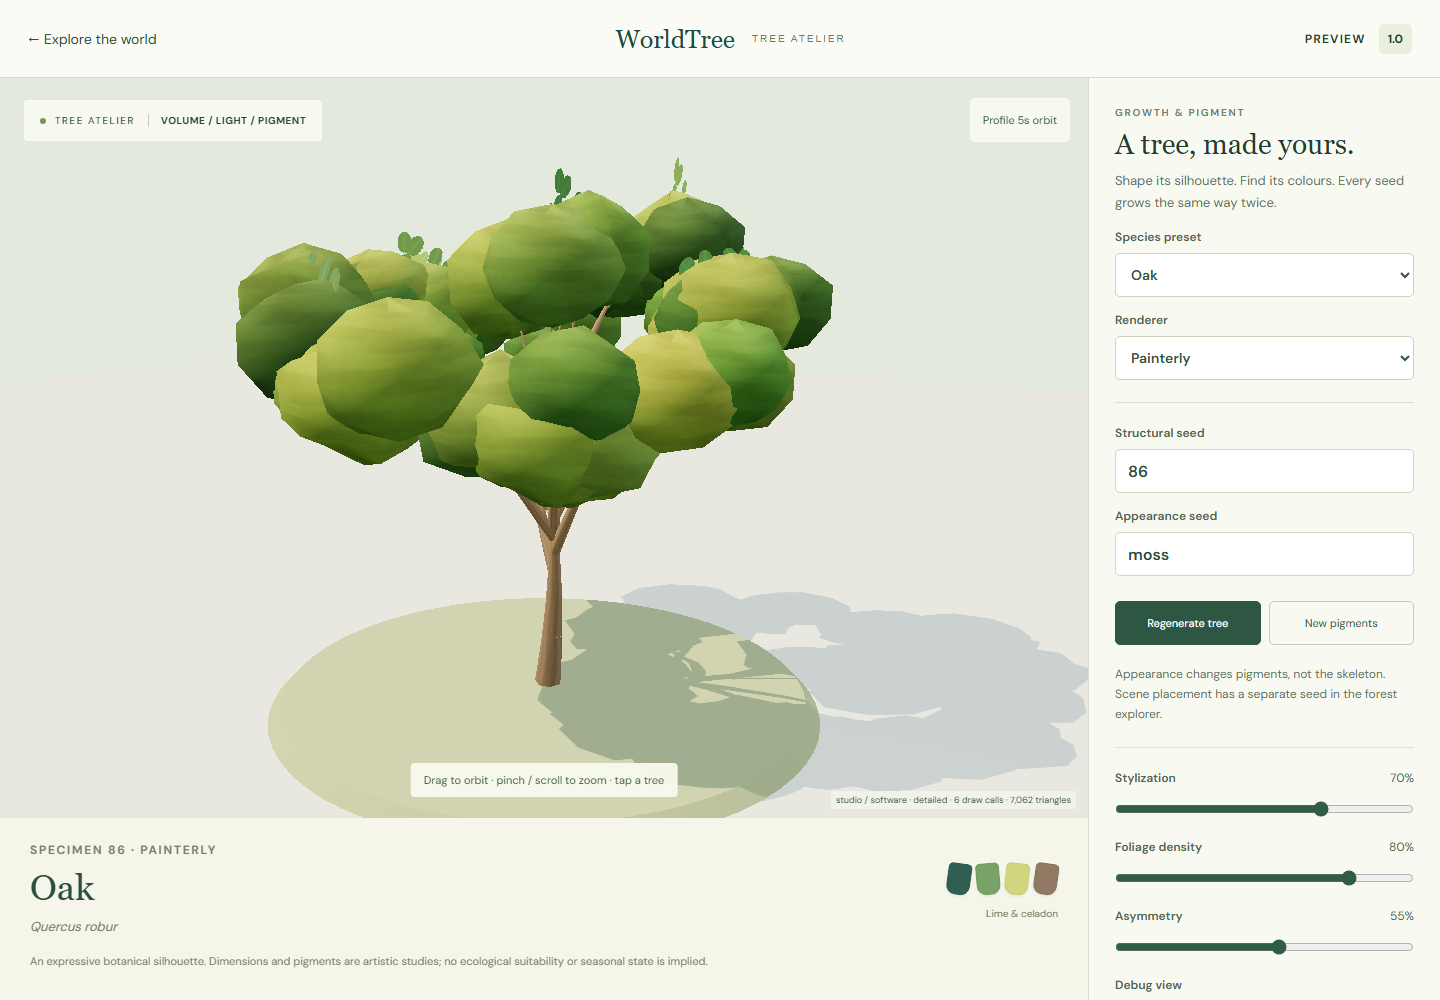 ← Explore the world
WorldTree TREE ATELIER
PREVIEW 1.0
TREE ATELIER VOLUME / LIGHT / PIGMENT
Profile 5s orbit
Drag to orbit · pinch / scroll to zoom · tap a tree
studio / software · detailed · 6 draw calls · 7,062 triangles
SPECIMEN 86 · PAINTERLY
Oak
Quercus robur
An expressive botanical silhouette. Dimensions and pigments are artistic studies; no ecological suitability or seasonal state is implied.
Lime & celadon
GROWTH & PIGMENT
A tree, made yours.
Shape its silhouette. Find its colours. Every seed
grows the same way twice.
Species preset
Oak
Renderer
Painterly
Structural seed
86
Appearance seed
moss
Regenerate tree New pigments
Appearance changes pigments, not the skeleton.
Scene placement has a separate seed in the forest
explorer.
Stylization 70%
Foliage density 80%
Asymmetry 55%
Debug view